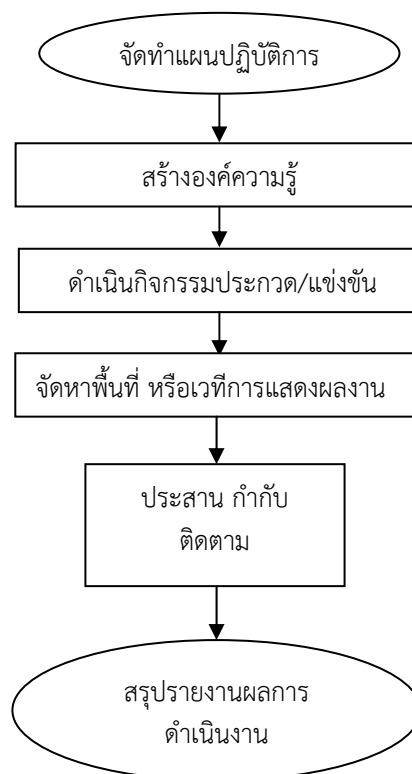 จัดทำแผนปฏิบัติการ
สร้างองค์ความรู้
ดำเนินกิจกรรมประกวด/แข่งขัน
จัดหาพื้นที่ หรือเวทีการแสดงผลงาน
ประสาน กำกับ
ติดตาม
สรุปรายงานผลการ
ดำเนินงาน